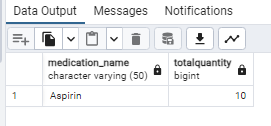 Data Output Messages Notifications
medication_name totalquantity
character varying (50) bigint
1 Aspirin 10